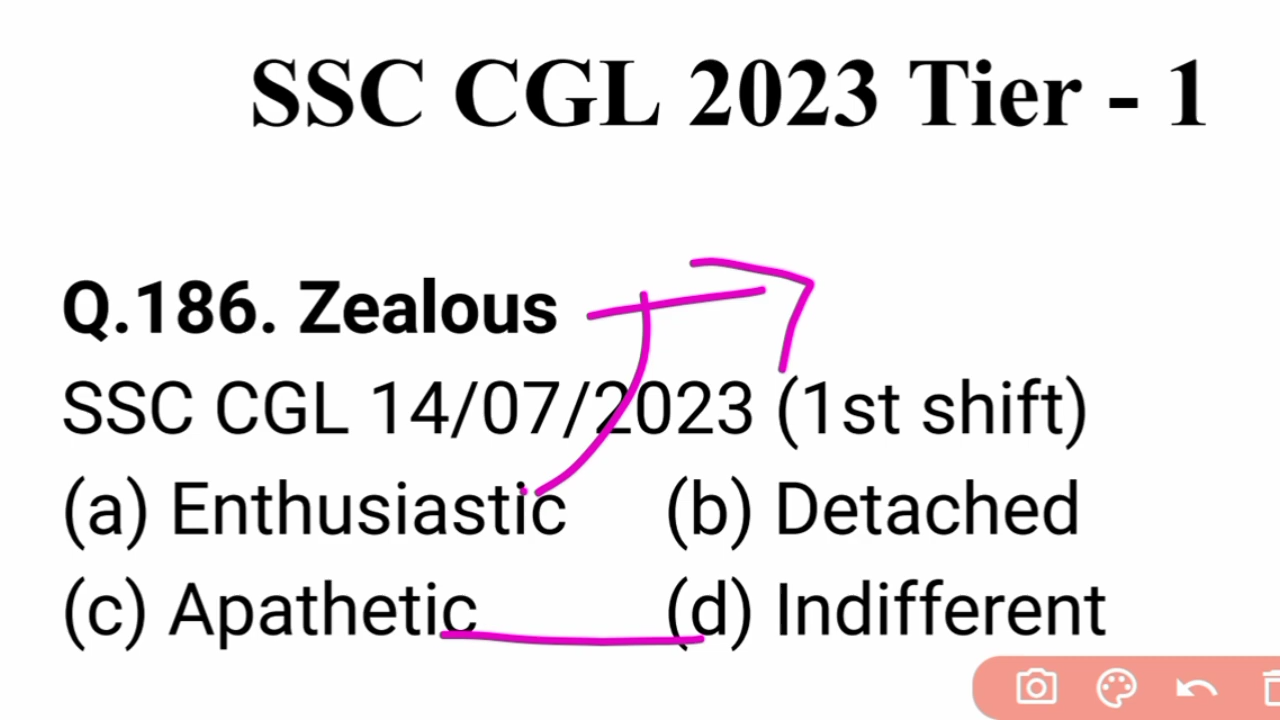 SSC CGL 2023 Tier - 1
Q.186. Zealous
SSC CGL 14/07/2023 (1st shift)
(a) Enthusiastic (b) Detached
(c) Apathetic (d) Indifferent